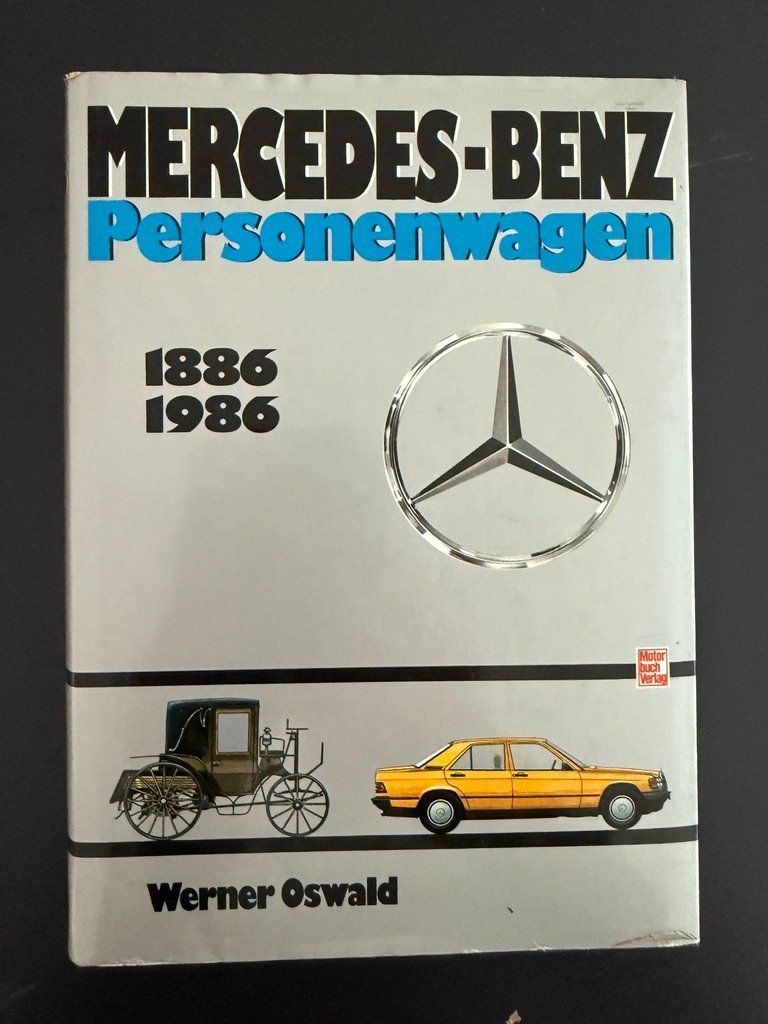 MERCEDES-BENZ
Personenwagen
1886
1986
Motor
buch
Verlag
Werner Oswald